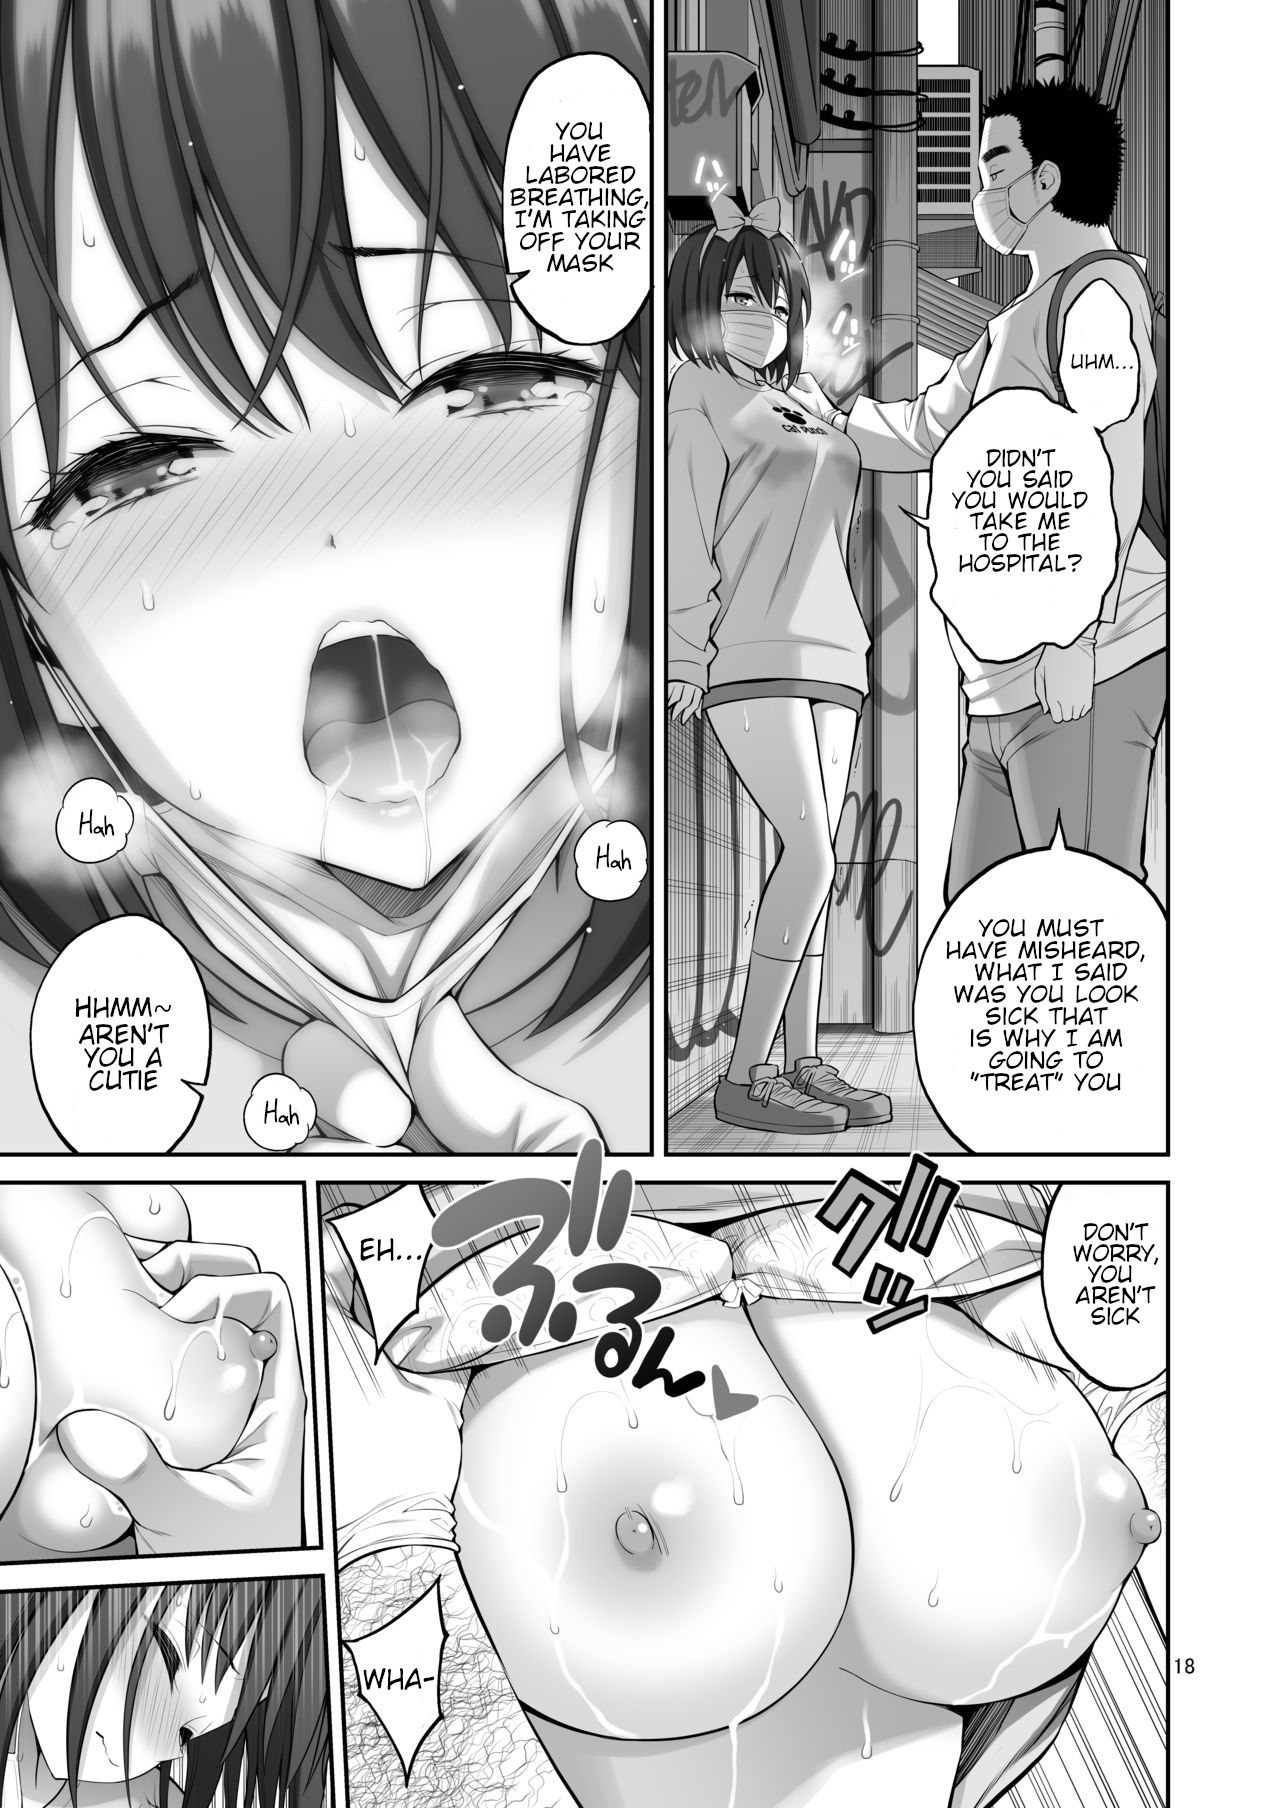 UHM...
DIDN'T
YOU SAID
YOU WOULD
TAKE ME
TO THE
HOSPITAL?
cat punch
YOU MUST
HAVE MISHEARD,
WHAT I SAID
WAS YOU LOOK
SICK THAT
IS WHY I AM
GOING TO
"TREAT" YOU
YOU
HAVE
LABORED
BREATHING,
I'M TAKING
OFF YOUR
MASK
Hah
Hah
Hah
HHMM~
AREN'T
YOU A
CUTIE
DON'T
WORRY,
YOU
AREN'T
SICK
グッ
ぶるん
EH...
WHA-
18